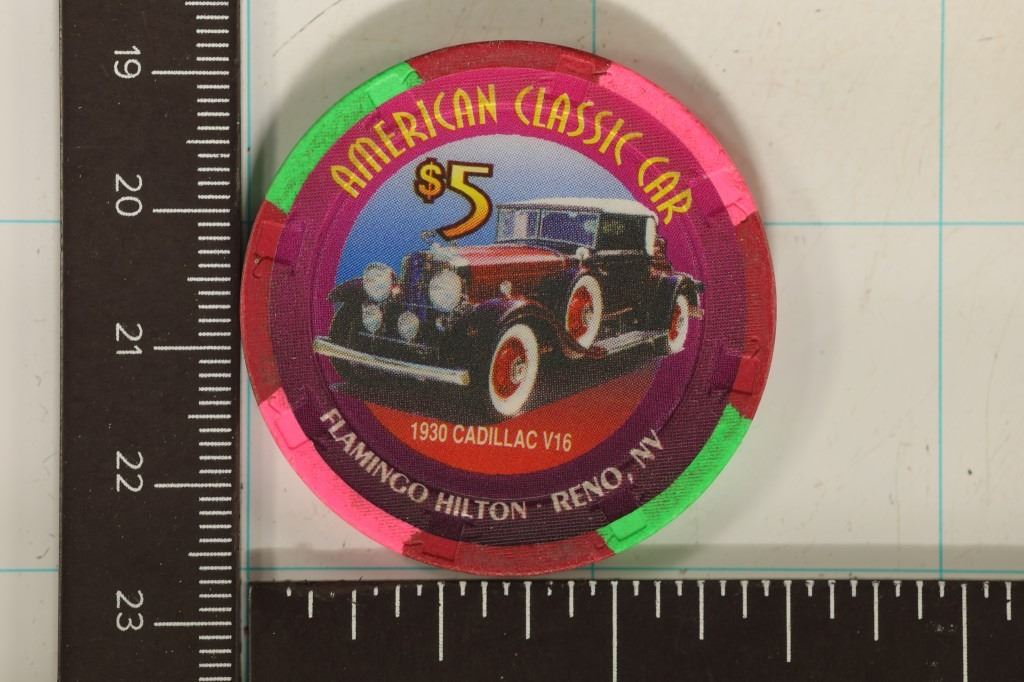 AMERICAN CLASSIC CAR
$5
1930 CADILLAC V16
FLAMINGO HILTON · RENO, NV
19
20
21
22
23